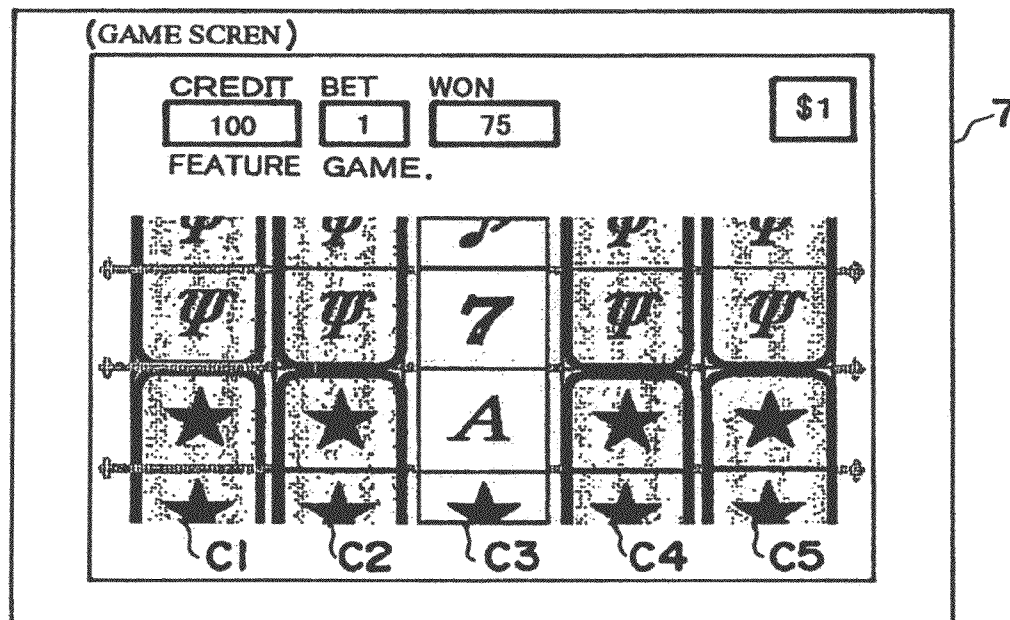 (GAME SCREN)
CREDIT BET WON
100 1 75 $1
FEATURE GAME.
7
ψ ψ ψ ψ
ψ ψ 7 ψ ψ
A
C1 C2 C3 C4 C5